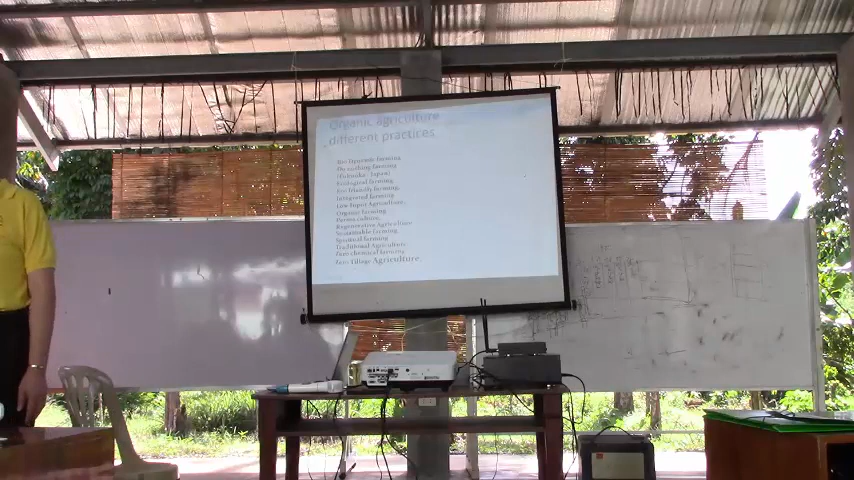 Organic agriculture
different practices
Bio Dynamic farming
Do-nothing farming
(Fukuoka - Japan)
Ecological farming
Eco friendly farming,
Integrated farming
Low Input Agriculture,
Organic farming
Perma culture,
Regenerative Agriculture
Sustainable farming,
Spiritual farming
Traditional Agriculture
Zero chemical farming
Zero Tillage Agriculture.